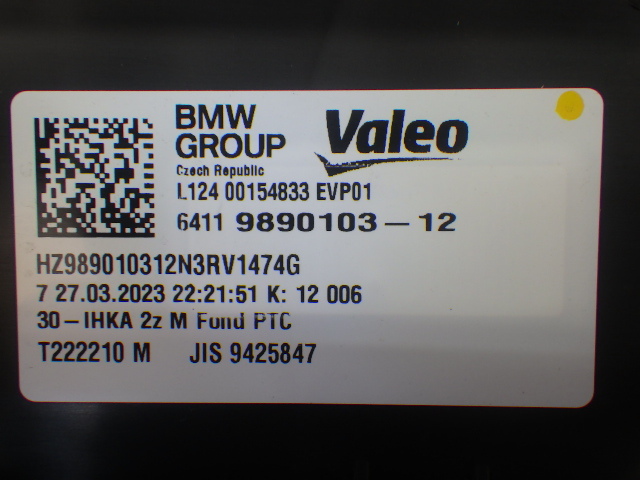 BMW
GROUP
Valeo
Czech Republic
L124 00154833 EVP01
6411 9890103-12
HZ989010312N3RV1474G
7 27.03.2023 22:21:51 K: 12 006
30-IHKA 2z M Fond PTC
T222210 M JIS 9425847